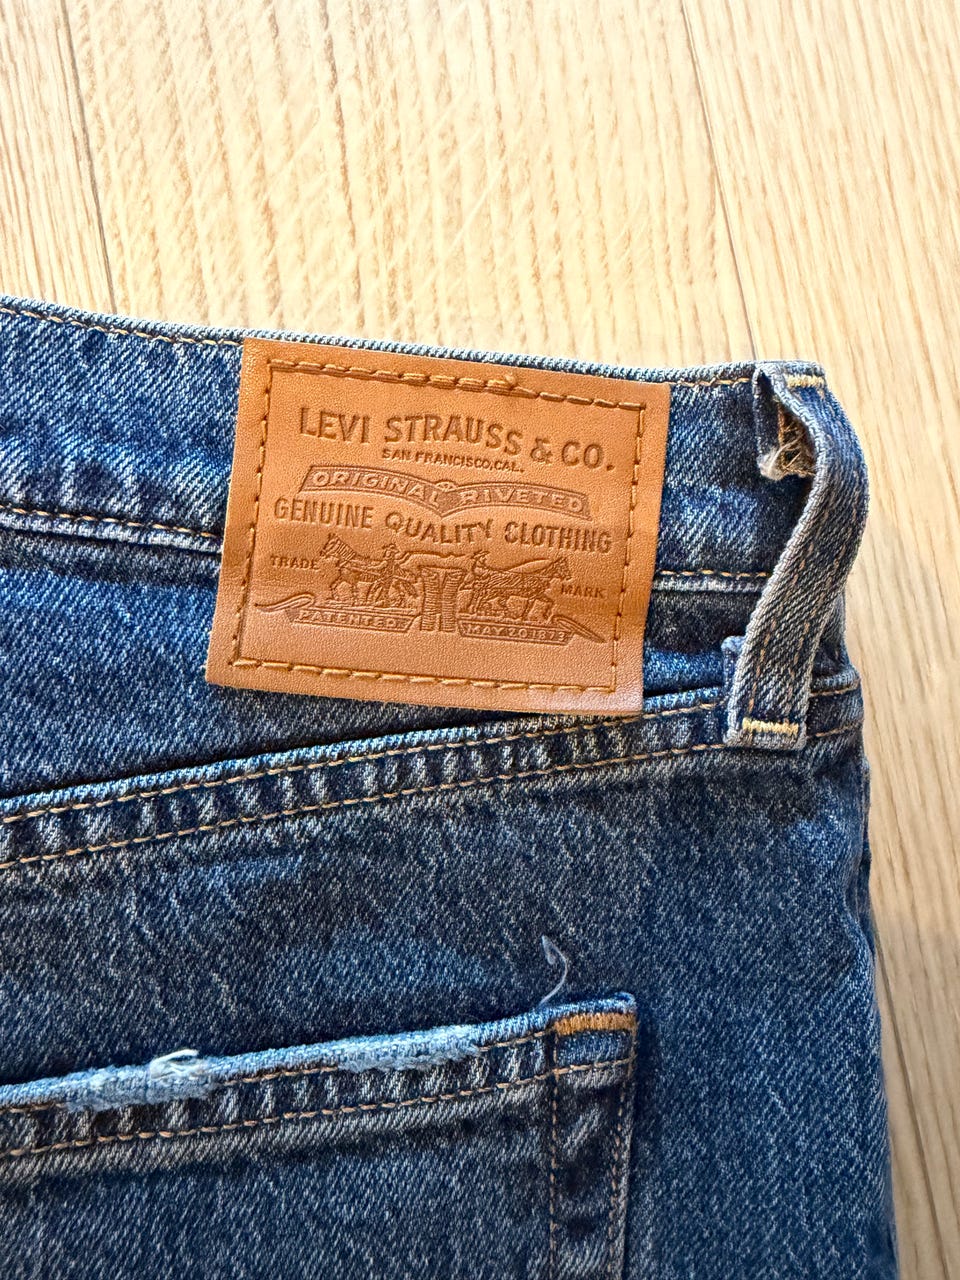 LEVI STRAUSS & CO.
SAN FRANCISCO, CAL.
ORIGINAL RIVETED
GENUINE QUALITY CLOTHING
TRADE MARK
PATENTED MAY 20 1873